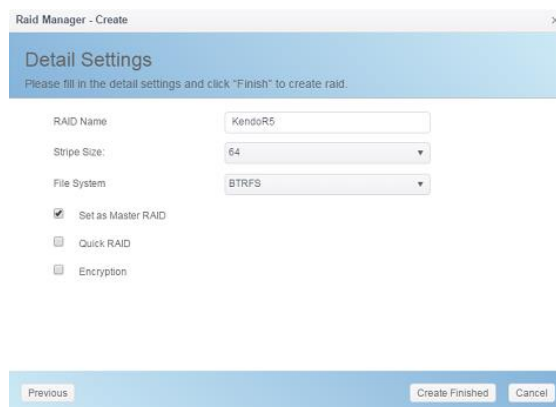 Raid Manager - Create
Detail Settings
Please fill in the detail settings and click "Finish" to create raid.
RAID Name KendoR5
Stripe Size: 64
File System BTRFS
Set as Master RAID
Quick RAID
Encryption
Previous Create Finished Cancel